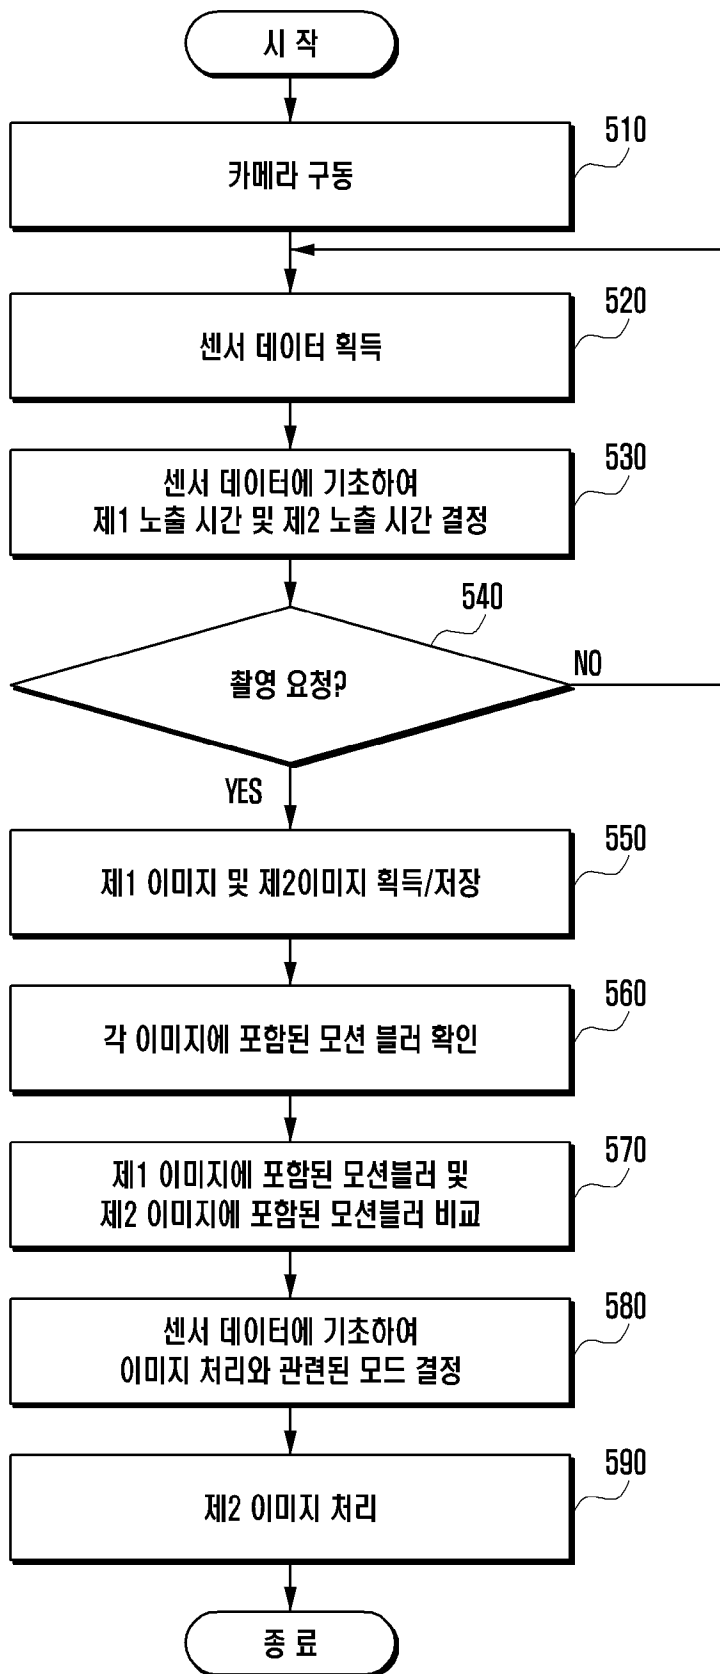 시작
510
카메라 구동
520
센서 데이터 획득
530
센서 데이터에 기초하여
제1 노출 시간 및 제2 노출 시간 결정
540
촬영 요청?
NO
YES
550
제1 이미지 및 제2이미지 획득/저장
560
각 이미지에 포함된 모션 블러 확인
570
제1 이미지에 포함된 모션블러 및
제2 이미지에 포함된 모션블러 비교
580
센서 데이터에 기초하여
이미지 처리와 관련된 모드 결정
590
제2 이미지 처리
종료